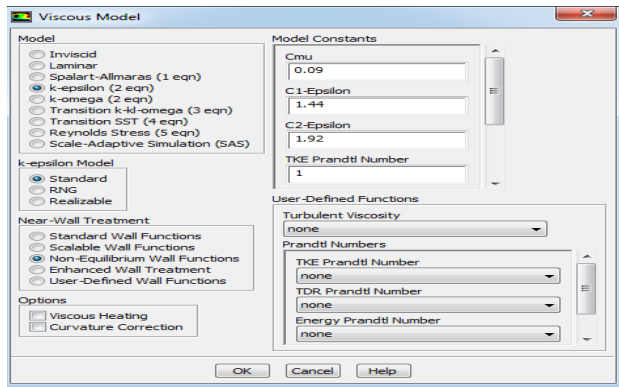 Viscous Model
Model
Inviscid
Laminar
Spalart-Allmaras (1 eqn)
k-epsilon (2 eqn)
k-omega (2 eqn)
Transition k-kl-omega (3 eqn)
Transition SST (4 eqn)
Reynolds Stress (5 eqn)
Scale-Adaptive Simulation (SAS)
k-epsilon Model
Standard
RNG
Realizable
Near-Wall Treatment
Standard Wall Functions
Scalable Wall Functions
Non-Equilibrium Wall Functions
Enhanced Wall Treatment
User-Defined Wall Functions
Options
Viscous Heating
Curvature Correction
Model Constants
Cmu
0.09
C1-Epsilon
1.44
C2-Epsilon
1.92
TKE Prandtl Number
1
User-Defined Functions
Turbulent Viscosity
none
Prandtl Numbers
TKE Prandtl Number
none
TDR Prandtl Number
none
Energy Prandtl Number
none
OK Cancel Help